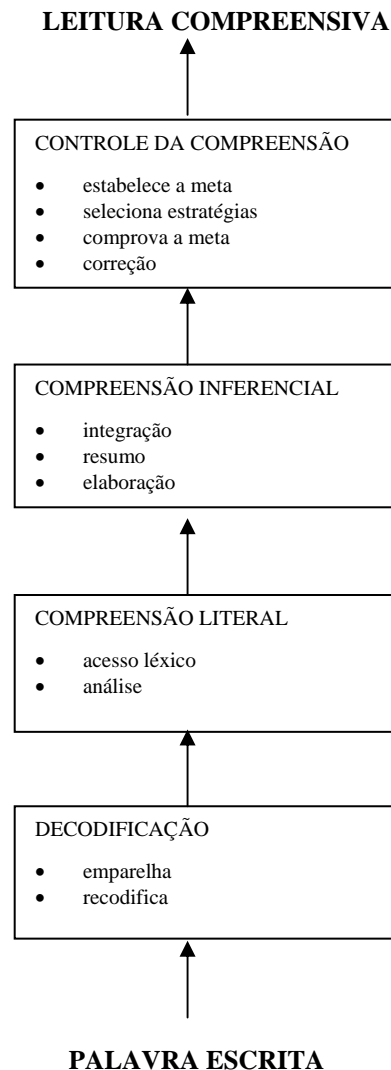 LEITURA COMPREENSIVA
CONTROLE DA COMPREENSÃO
• estabelece a meta
• seleciona estratégias
• comprova a meta
• correção
COMPREENSÃO INFERENCIAL
• integração
• resumo
• elaboração
COMPREENSÃO LITERAL
• acesso léxico
• análise
DECODIFICAÇÃO
• emparelha
• recodifica
PALAVRA ESCRITA